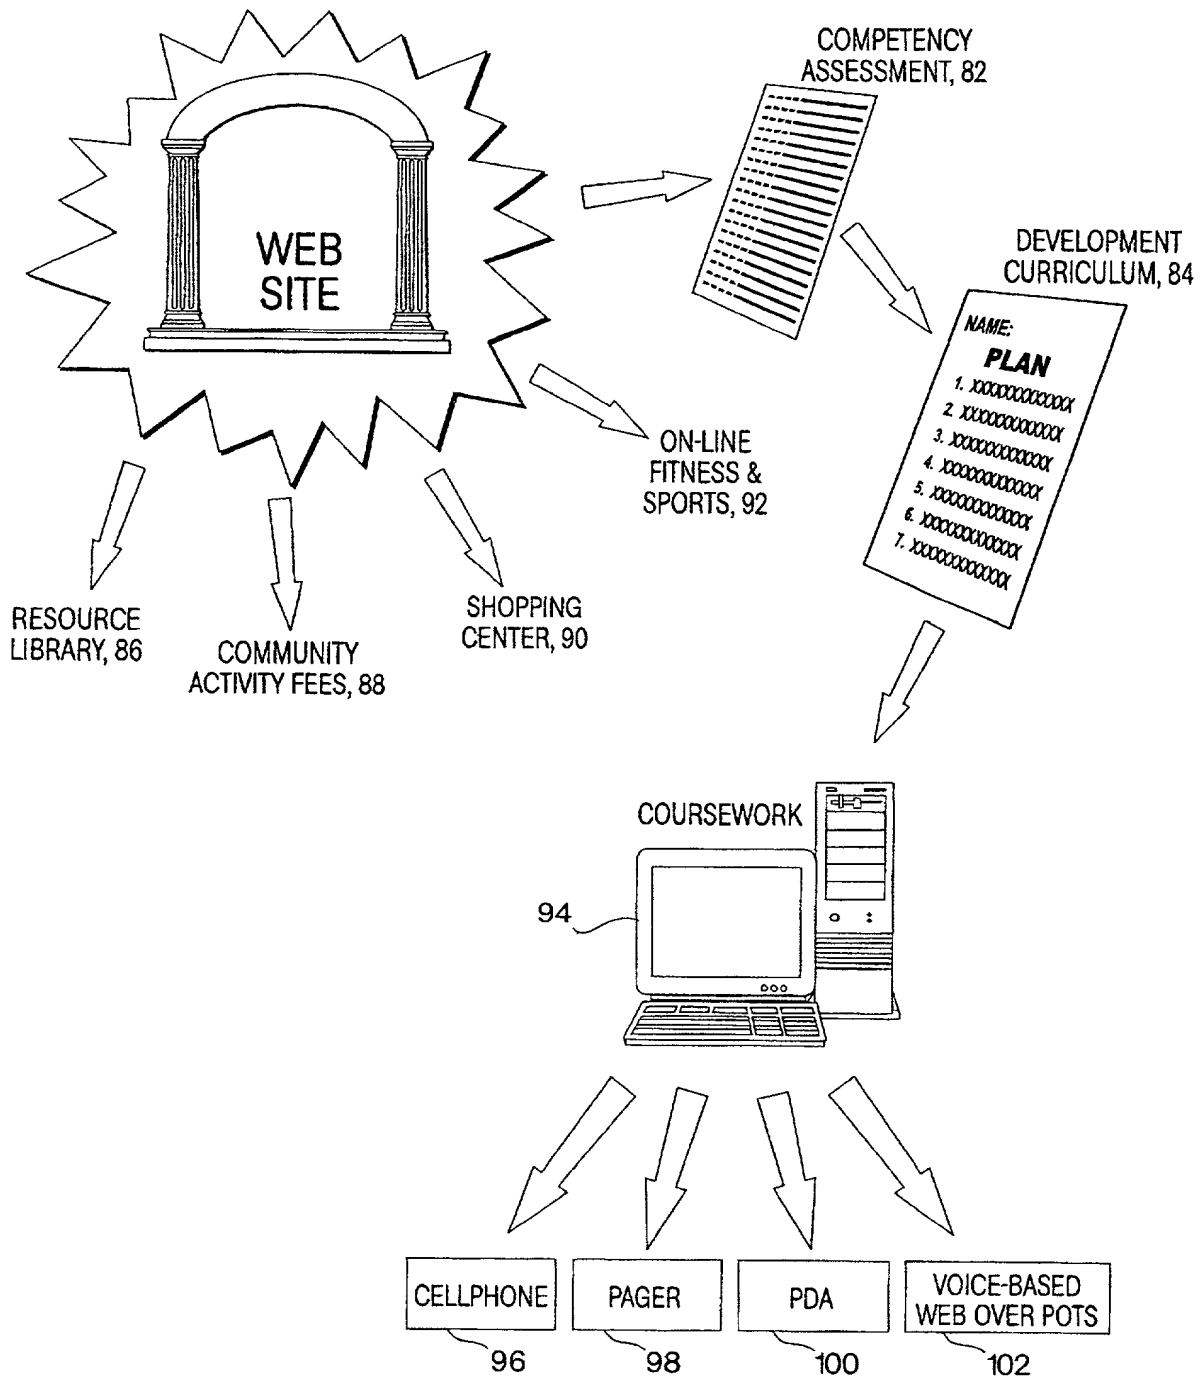 COMPETENCY
ASSESSMENT, 82
WEB
SITE
DEVELOPMENT
CURRICULUM, 84
NAME:
PLAN
1. XXXXXXXXXXXX
2. XXXXXXXXXXXX
3. XXXXXXXXXXXX
4. XXXXXXXXXXXX
5. XXXXXXXXXXXX
6. XXXXXXXXXXXX
7. XXXXXXXXXXXX
ON-LINE
FITNESS &
SPORTS, 92
RESOURCE
LIBRARY, 86
COMMUNITY
ACTIVITY FEES, 88
SHOPPING
CENTER, 90
COURSEWORK
94
CELLPHONE
PAGER
PDA
VOICE-BASED
WEB OVER POTS
96
98
100
102